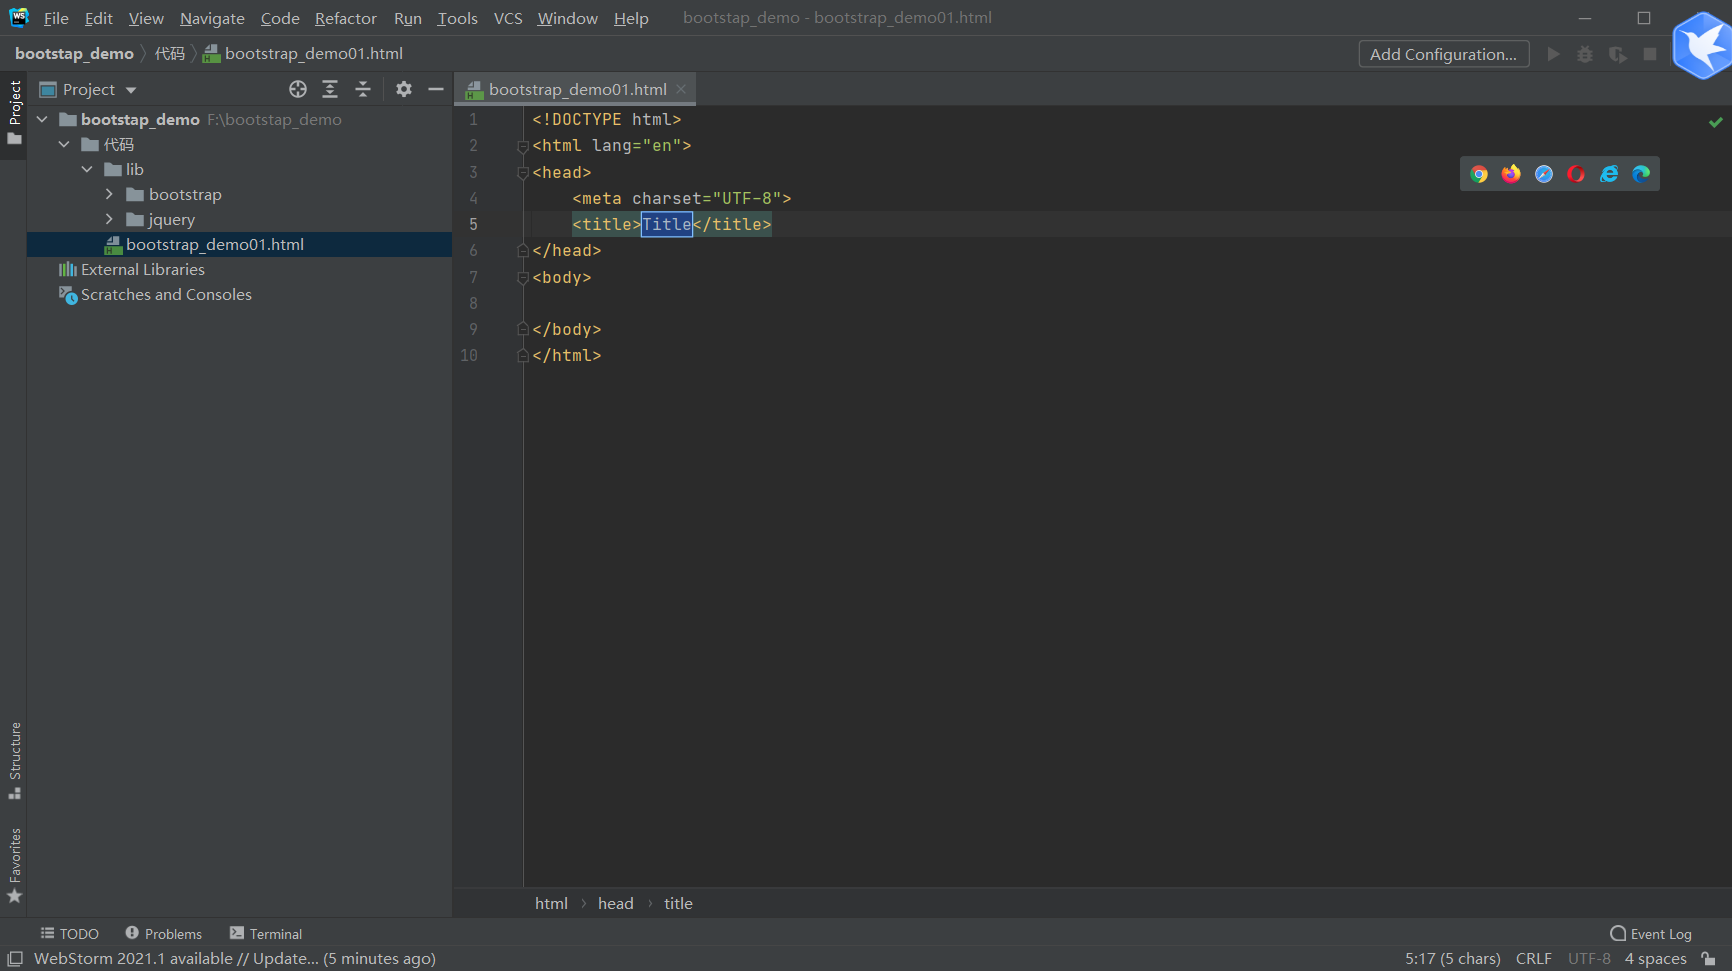 WS File Edit View Navigate Code Refactor Run Tools VCS Window Help bootstap_demo - bootstrap_demo01.html
bootstap_demo 代码 H bootstrap_demo01.html Add Configuration...
Project
Project
H bootstrap_demo01.html
bootstap_demo F:\bootstap_demo
代码
lib
bootstrap
jquery
H bootstrap_demo01.html
External Libraries
Scratches and Consoles
1 <!DOCTYPE html>
2 <html lang="en">
3 <head>
4 <meta charset="UTF-8">
5 <title>Title</title>
6 </head>
7 <body>
8
9 </body>
10 </html>
Structure
Favorites
html › head › title
TODO Problems Terminal Event Log
WebStorm 2021.1 available // Update... (5 minutes ago) 5:17 (5 chars) CRLF UTF-8 4 spaces